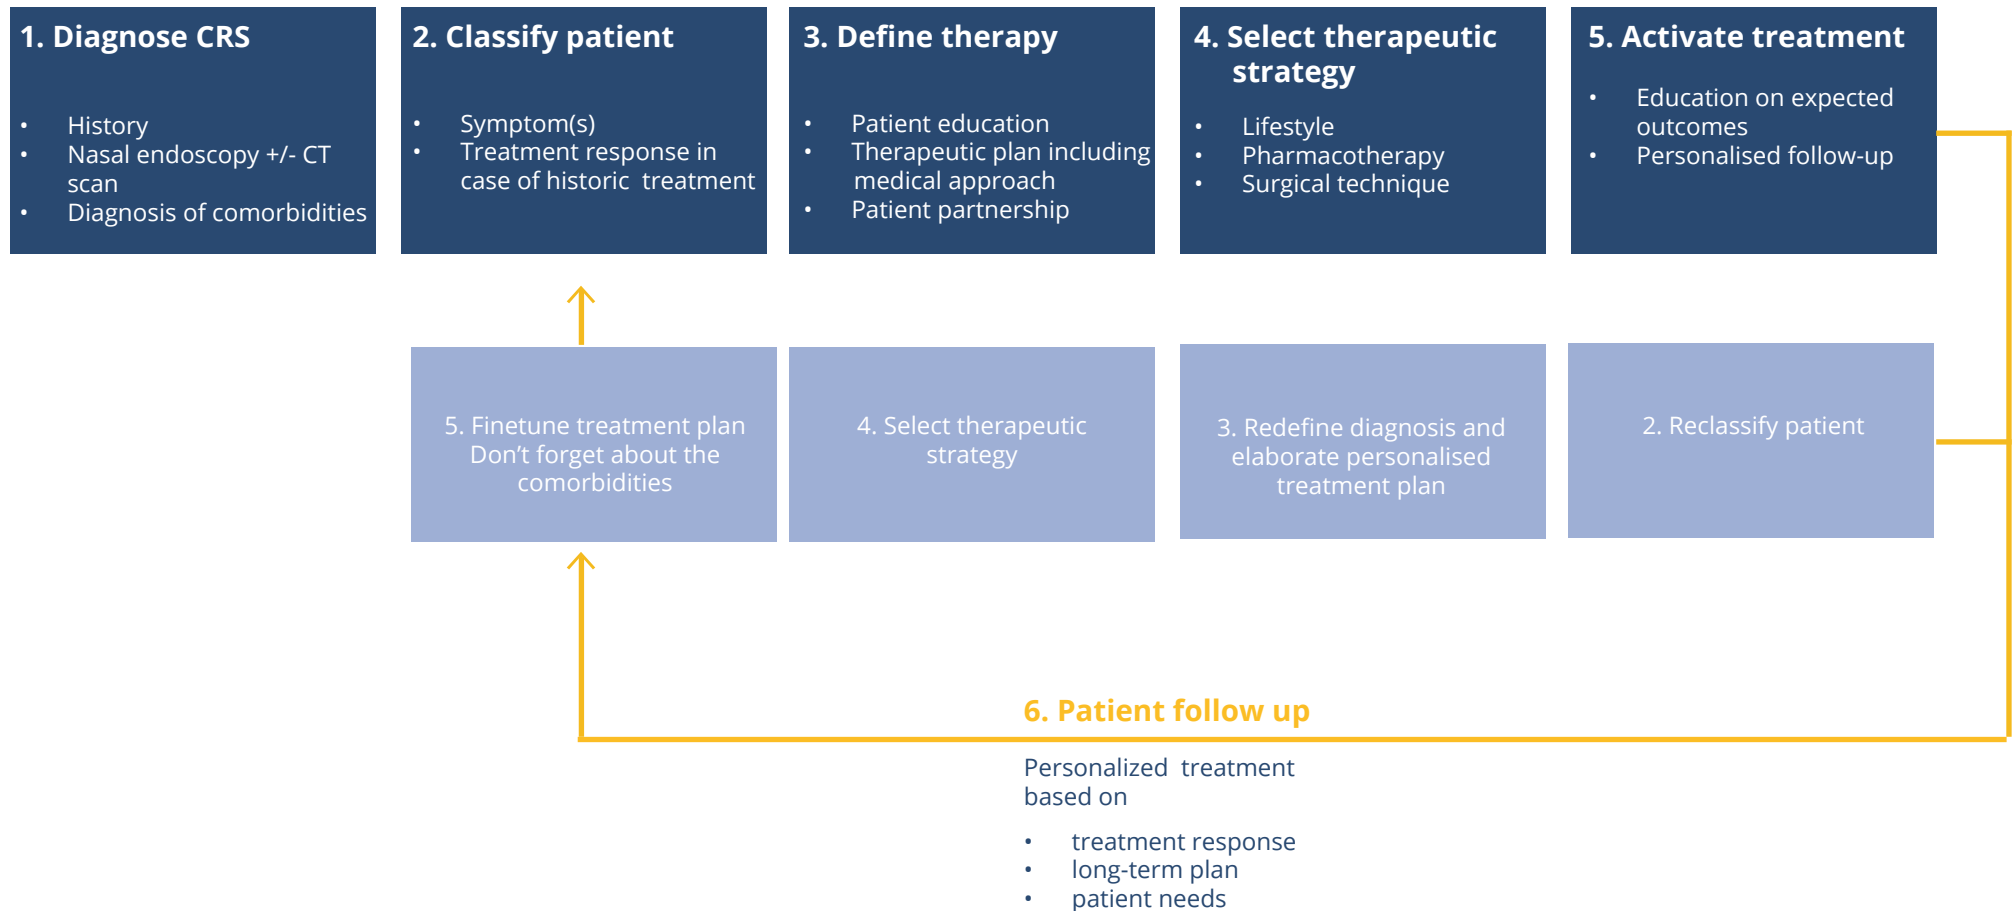 1. Diagnose CRS
• History
• Nasal endoscopy +/- CT
scan
• Diagnosis of comorbidities
2. Classify patient
• Symptom(s)
• Treatment response in
case of historic treatment
3. Define therapy
• Patient education
• Therapeutic plan including
medical approach
• Patient partnership
4. Select therapeutic
strategy
• Lifestyle
• Pharmacotherapy
• Surgical technique
5. Activate treatment
• Education on expected
outcomes
• Personalised follow-up
5. Finetune treatment plan
Don’t forget about the
comorbidities
4. Select therapeutic
strategy
3. Redefine diagnosis and
elaborate personalised
treatment plan
2. Reclassify patient
6. Patient follow up
Personalized treatment
based on
• treatment response
• long-term plan
• patient needs